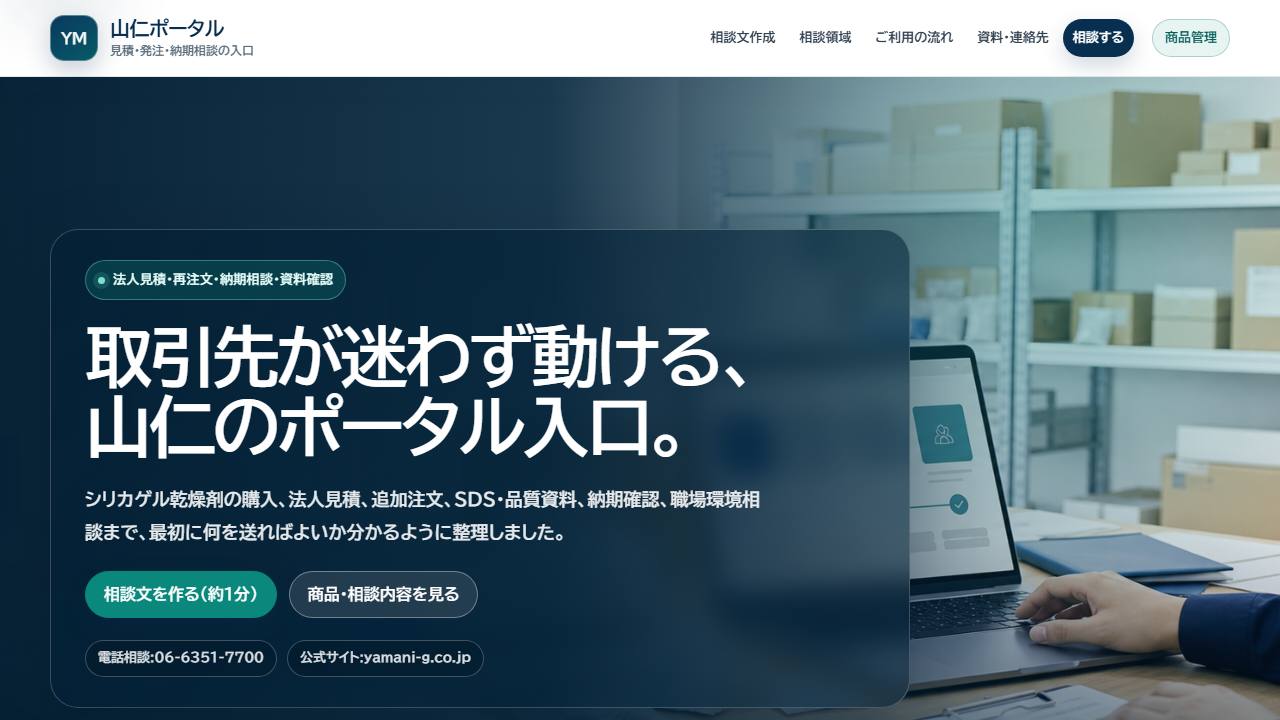 YM
山仁ポータル
見積・発注・納期相談の入口
相談文作成
相談領域
ご利用の流れ
資料・連絡先
相談する
商品管理
法人見積・再注文・納期相談・資料確認
取引先が迷わず動ける、
山仁のポータル入口。
シリカゲル乾燥剤の購入、法人見積、追加注文、SDS・品質資料、納期確認、職場環境相
談まで、最初に何を送ればよいか分かるように整理しました。
相談文を作る(約1分)
商品・相談内容を見る
電話相談:06-6351-7700
公式サイト:yamani-g.co.jp